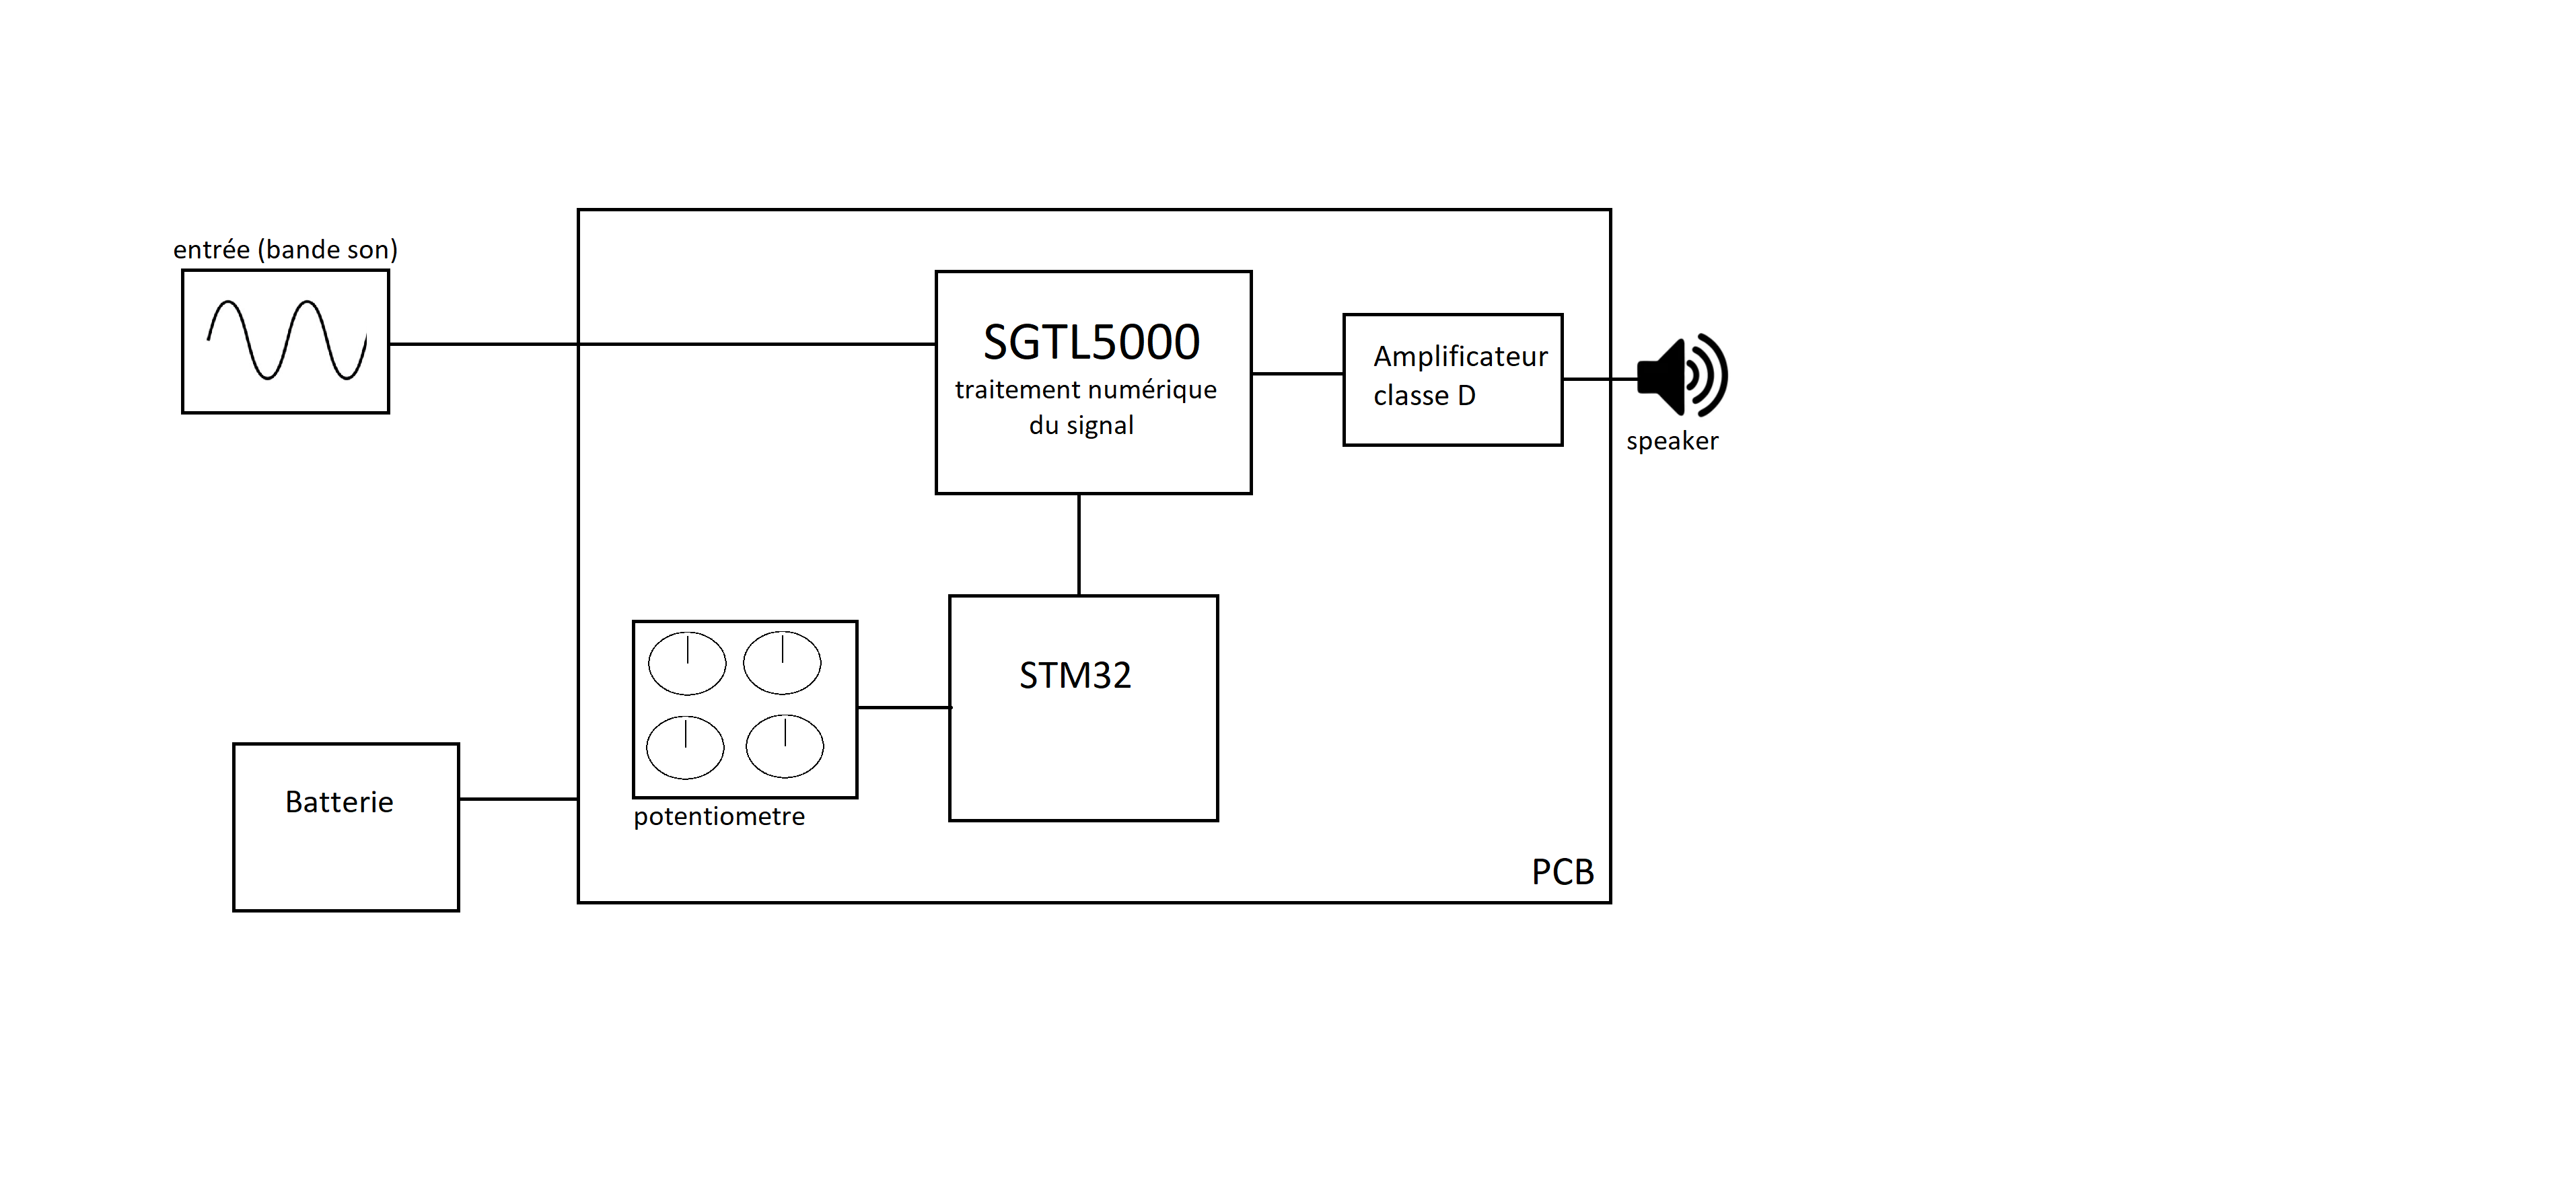 entrée (bande son)
SGTL5000
traitement numérique
du signal
Amplificateur
classe D
speaker
STM32
potentiometre
Batterie
PCB